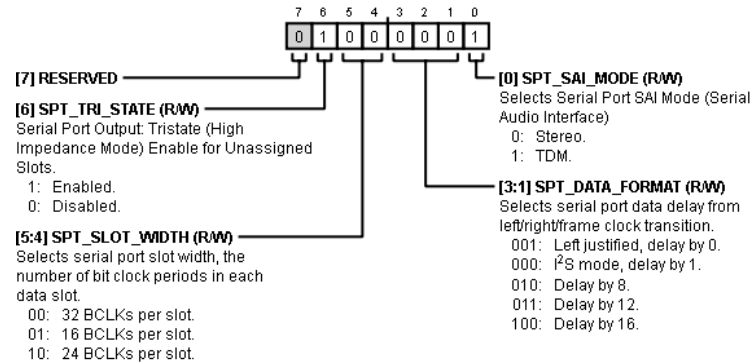 7 6 5 4 3 2 1 0
0 1 0 0 0 0 0 1
[7] RESERVED
[6] SPT_TRI_STATE (R/W)
Serial Port Output: Tristate (High
Impedance Mode) Enable for Unassigned
Slots.
1: Enabled.
0: Disabled.
[5:4] SPT_SLOT_WIDTH (R/W)
Selects serial port slot width, the
number of bit clock periods in each
data slot.
00: 32 BCLKs per slot.
01: 16 BCLKs per slot.
10: 24 BCLKs per slot.
[0] SPT_SAI_MODE (R/W)
Selects Serial Port SAI Mode (Serial
Audio Interface)
0: Stereo.
1: TDM.
[3:1] SPT_DATA_FORMAT (R/W)
Selects serial port data delay from
left/right/frame clock transition.
001: Left justified, delay by 0.
000: I²S mode, delay by 1.
010: Delay by 8.
011: Delay by 12.
100: Delay by 16.